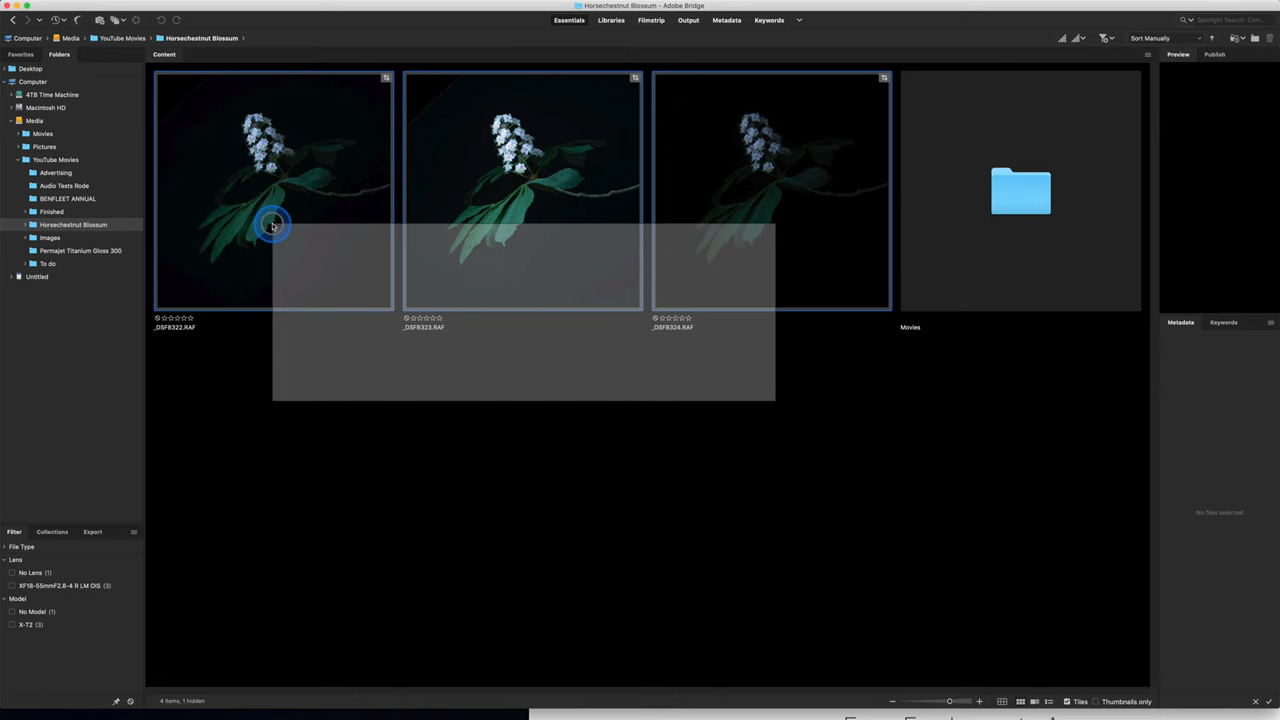 Horsechestnut Blossum - Adobe Bridge
Essentials Libraries Filmstrip Output Metadata Keywords
Spotlight Search: Com...
Computer Media YouTube Movies Horsechestnut Blossum
Sort Manually
Favorites Folders
Content
Preview Publish
Desktop
Computer
4TB Time Machine
Macintosh HD
Media
Movies
Pictures
YouTube Movies
Advertising
Audio Tests Rode
BENFLEET ANNUAL
Finished
Horsechestnut Blossum
Images
Permajet Titanium Gloss 300
To do
Untitled
_DSF8322.RAF
_DSF8323.RAF
_DSF8324.RAF
Movies
Metadata Keywords
No files selected
Filter Collections Export
File Type
Lens
No Lens (1)
XF18-55mmF2.8-4 R LM OIS (3)
Model
No Model (1)
X-T2 (3)
4 items, 1 hidden
Tiles Thumbnails only